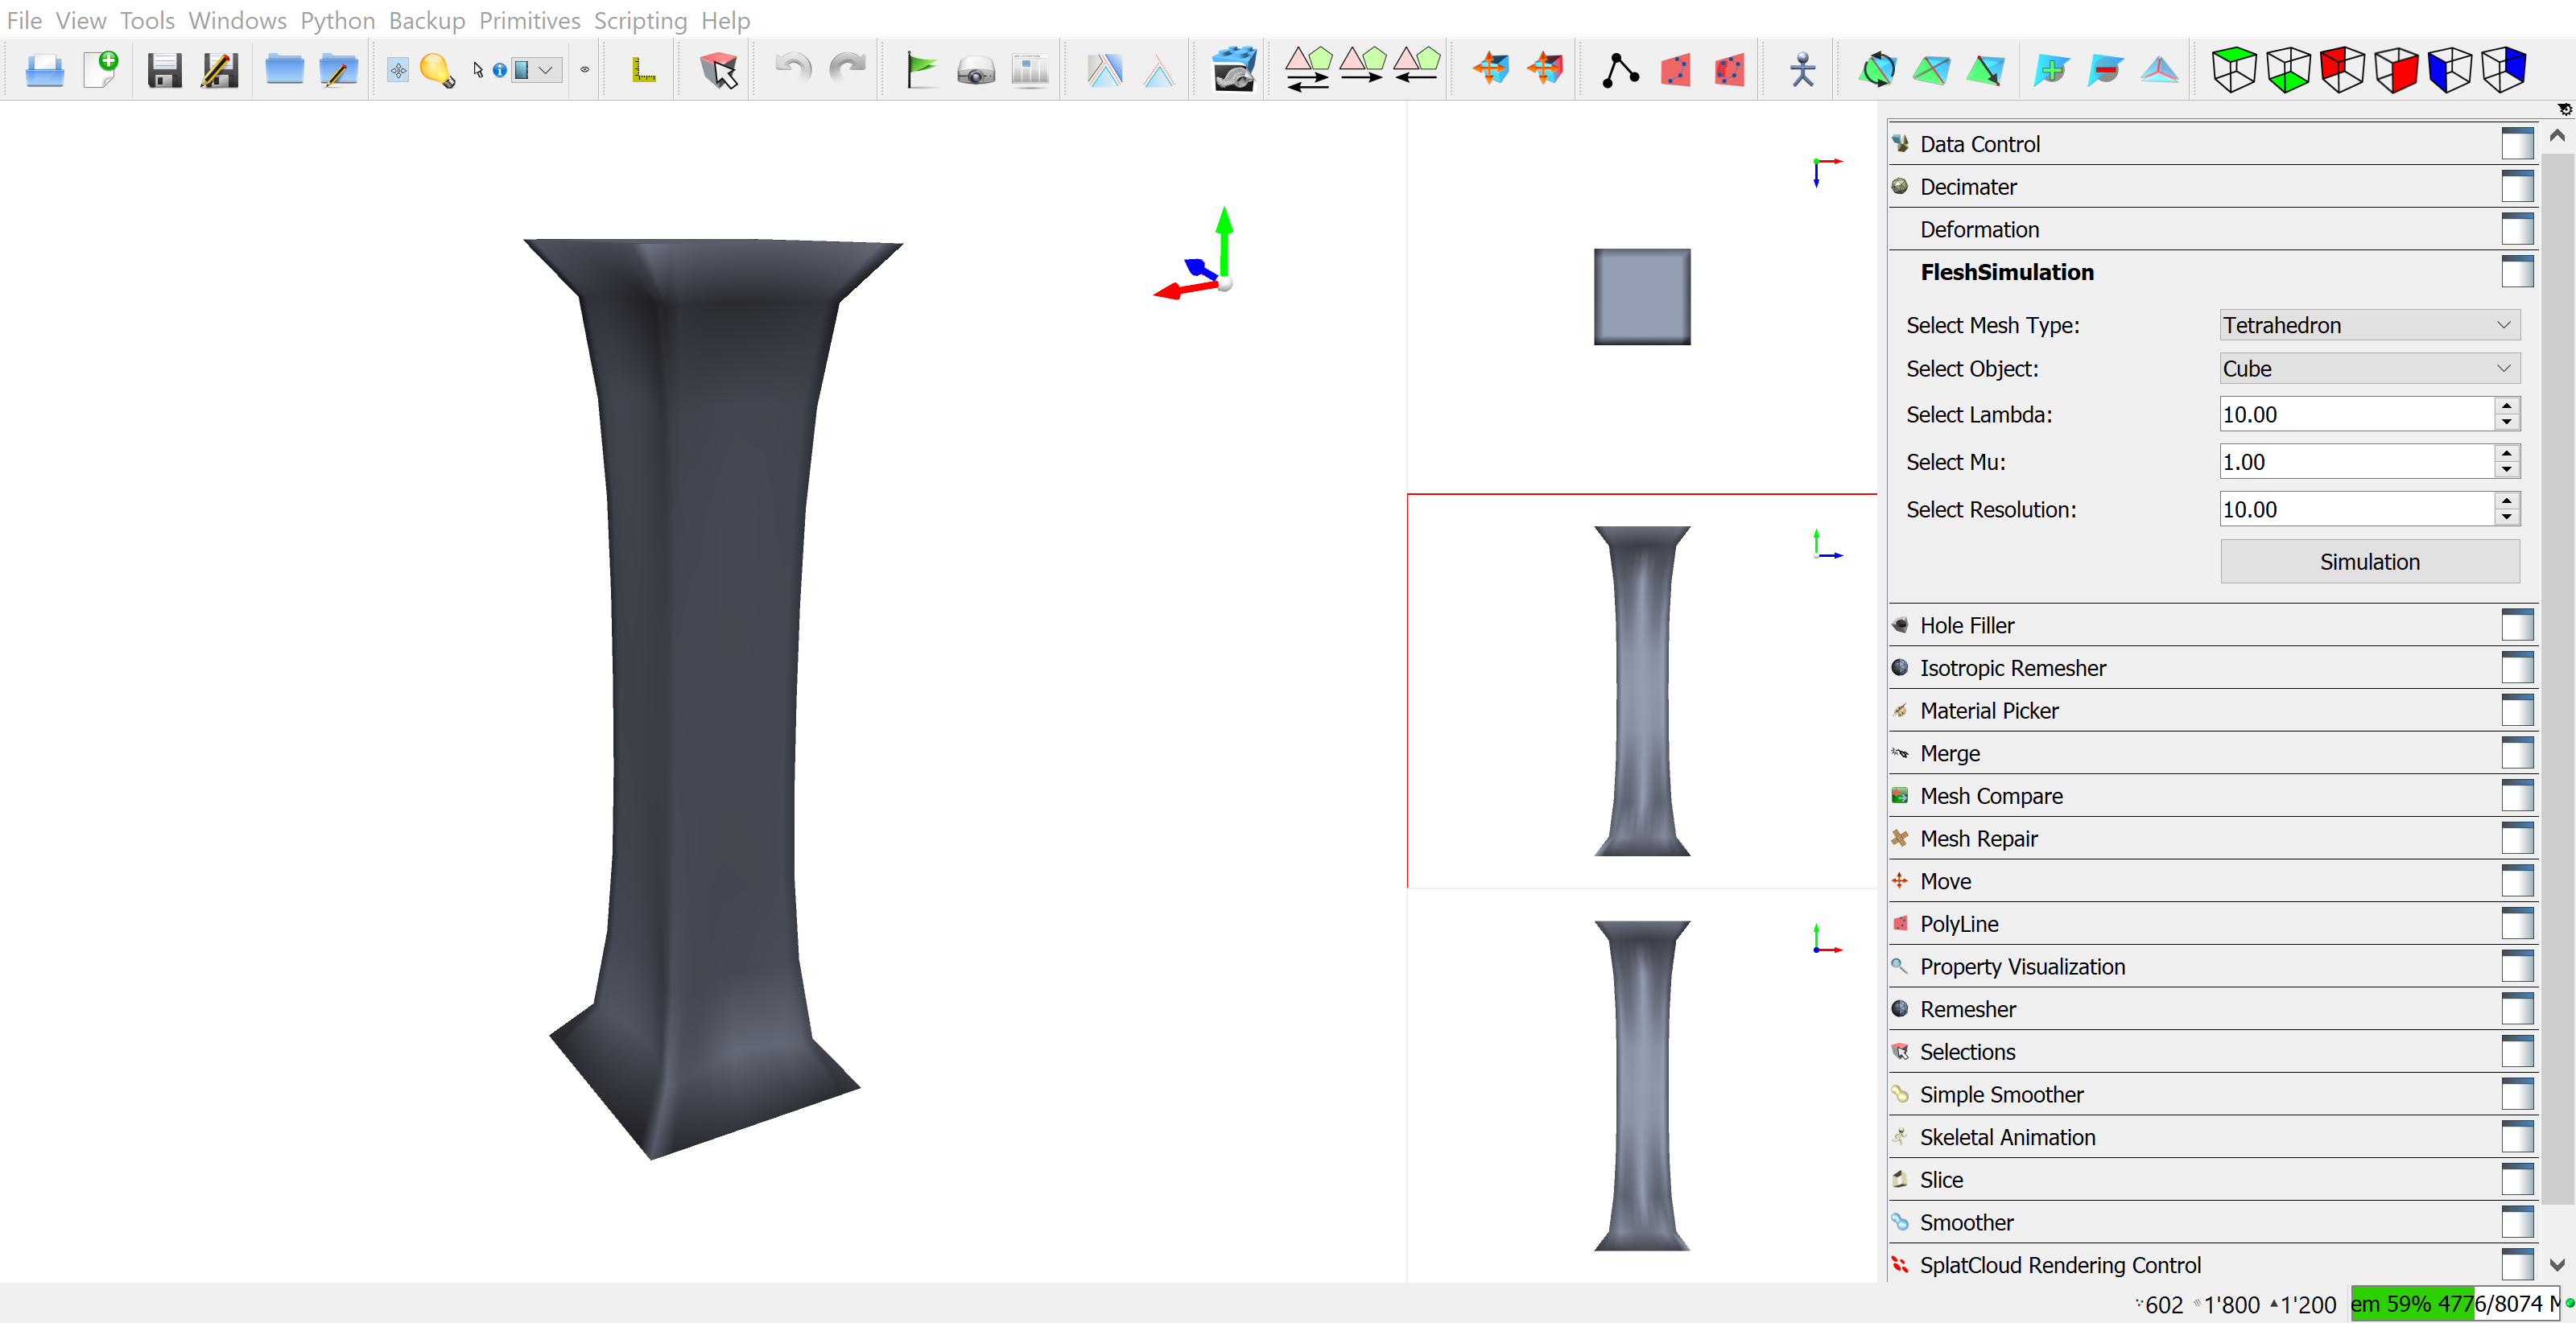 File View Tools Windows Python Backup Primitives Scripting Help
Data Control
Decimater
Deformation
FleshSimulation
Select Mesh Type: Tetrahedron
Select Object: Cube
Select Lambda: 10.00
Select Mu: 1.00
Select Resolution: 10.00
Simulation
Hole Filler
Isotropic Remesher
Material Picker
Merge
Mesh Compare
Mesh Repair
Move
PolyLine
Property Visualization
Remesher
Selections
Simple Smoother
Skeletal Animation
Slice
Smoother
SplatCloud Rendering Control
602 1'800 1'200 em 59% 4776/8074 M